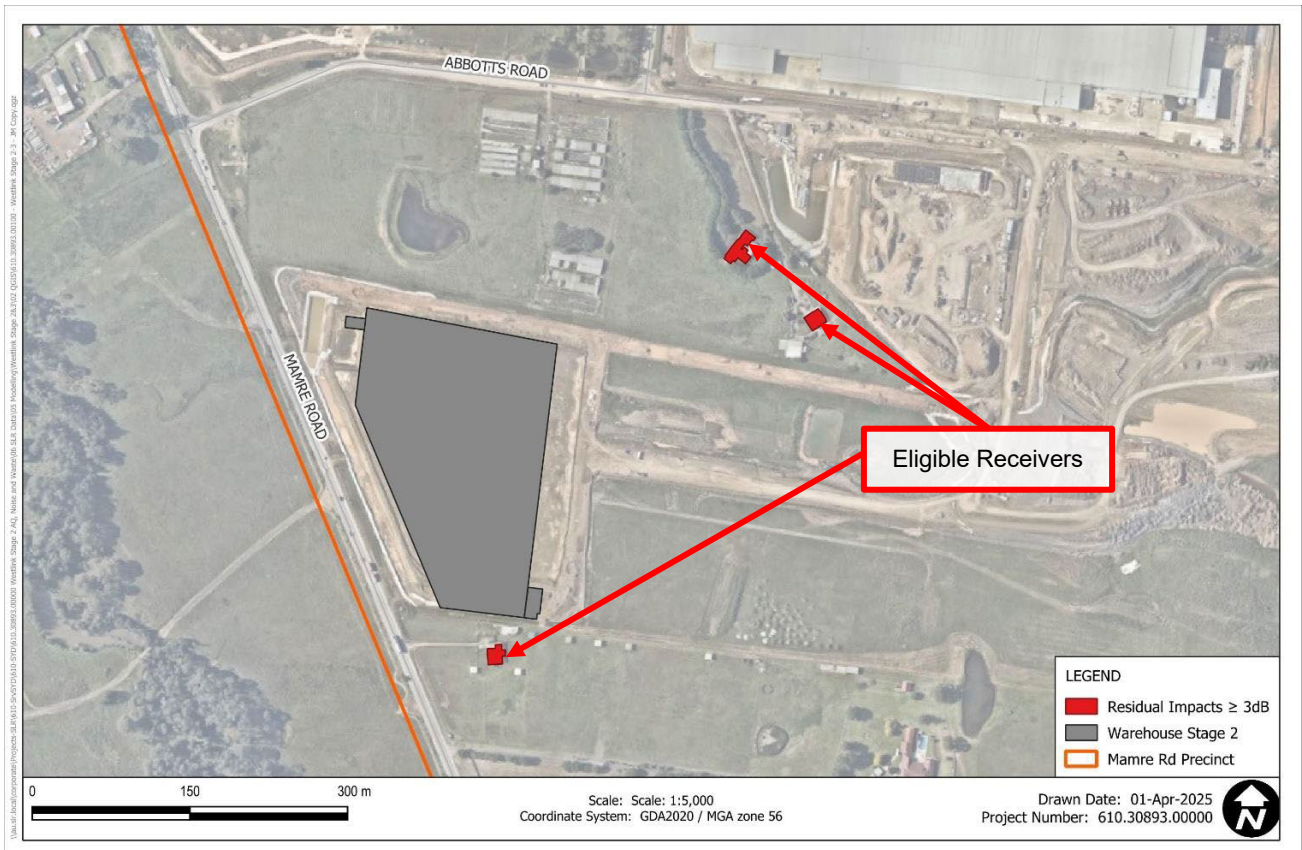 ABBOTTS ROAD
MAMRE ROAD
Eligible Receivers
LEGEND
Residual Impacts ≥ 3dB
Warehouse Stage 2
Mamre Rd Precinct
0 150 300 m
Scale: Scale: 1:5,000
Coordinate System: GDA2020 / MGA zone 56
Drawn Date: 01-Apr-2025
Project Number: 610.30893.00000
N